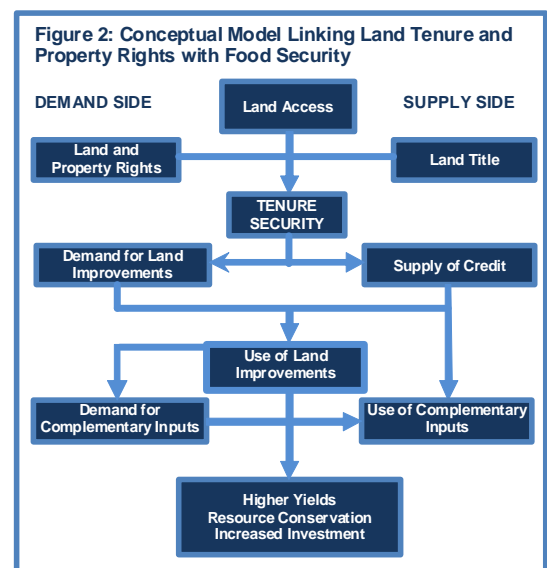 Figure 2: Conceptual Model Linking Land Tenure and
Property Rights with Food Security
DEMAND SIDE
Land Access
SUPPLY SIDE
Land and
Property Rights
Land Title
TENURE
SECURITY
Demand for Land
Improvements
Supply of Credit
Use of Land
Improvements
Demand for
Complementary Inputs
Use of Complementary
Inputs
Higher Yields
Resource Conservation
Increased Investment